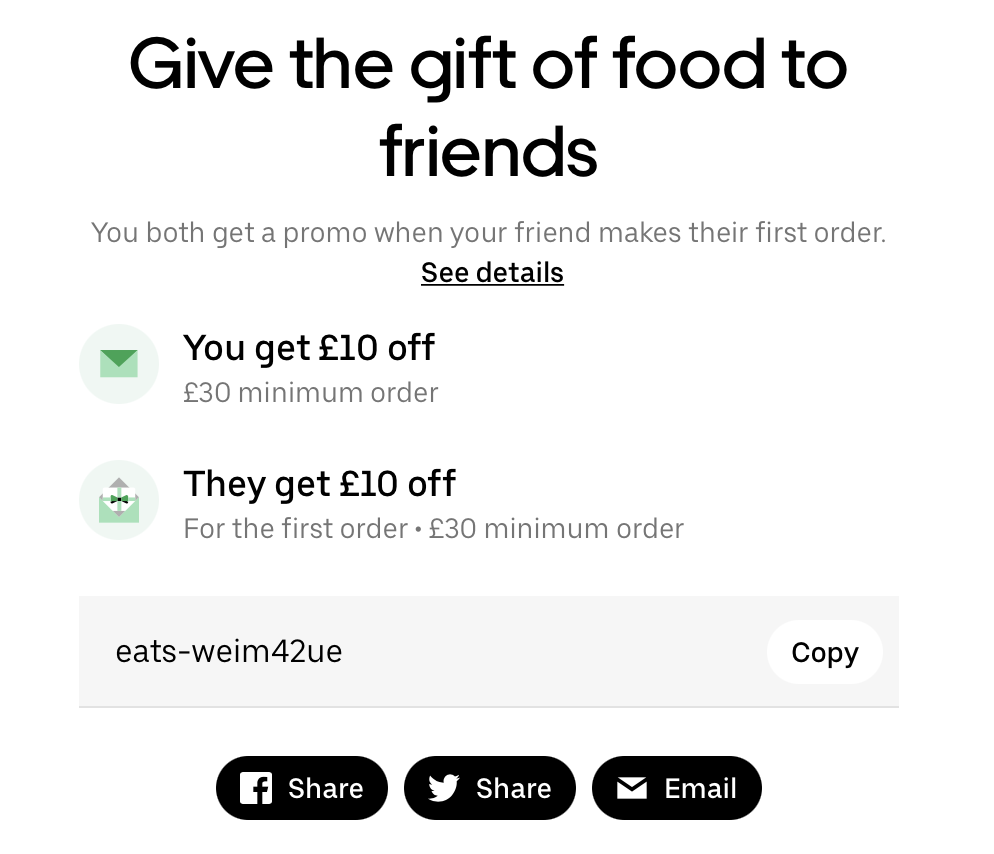 Give the gift of food to
friends
You both get a promo when your friend makes their first order.
See details
You get £10 off
£30 minimum order
They get £10 off
For the first order • £30 minimum order
eats-weim42ue
Copy
Share
Share
Email